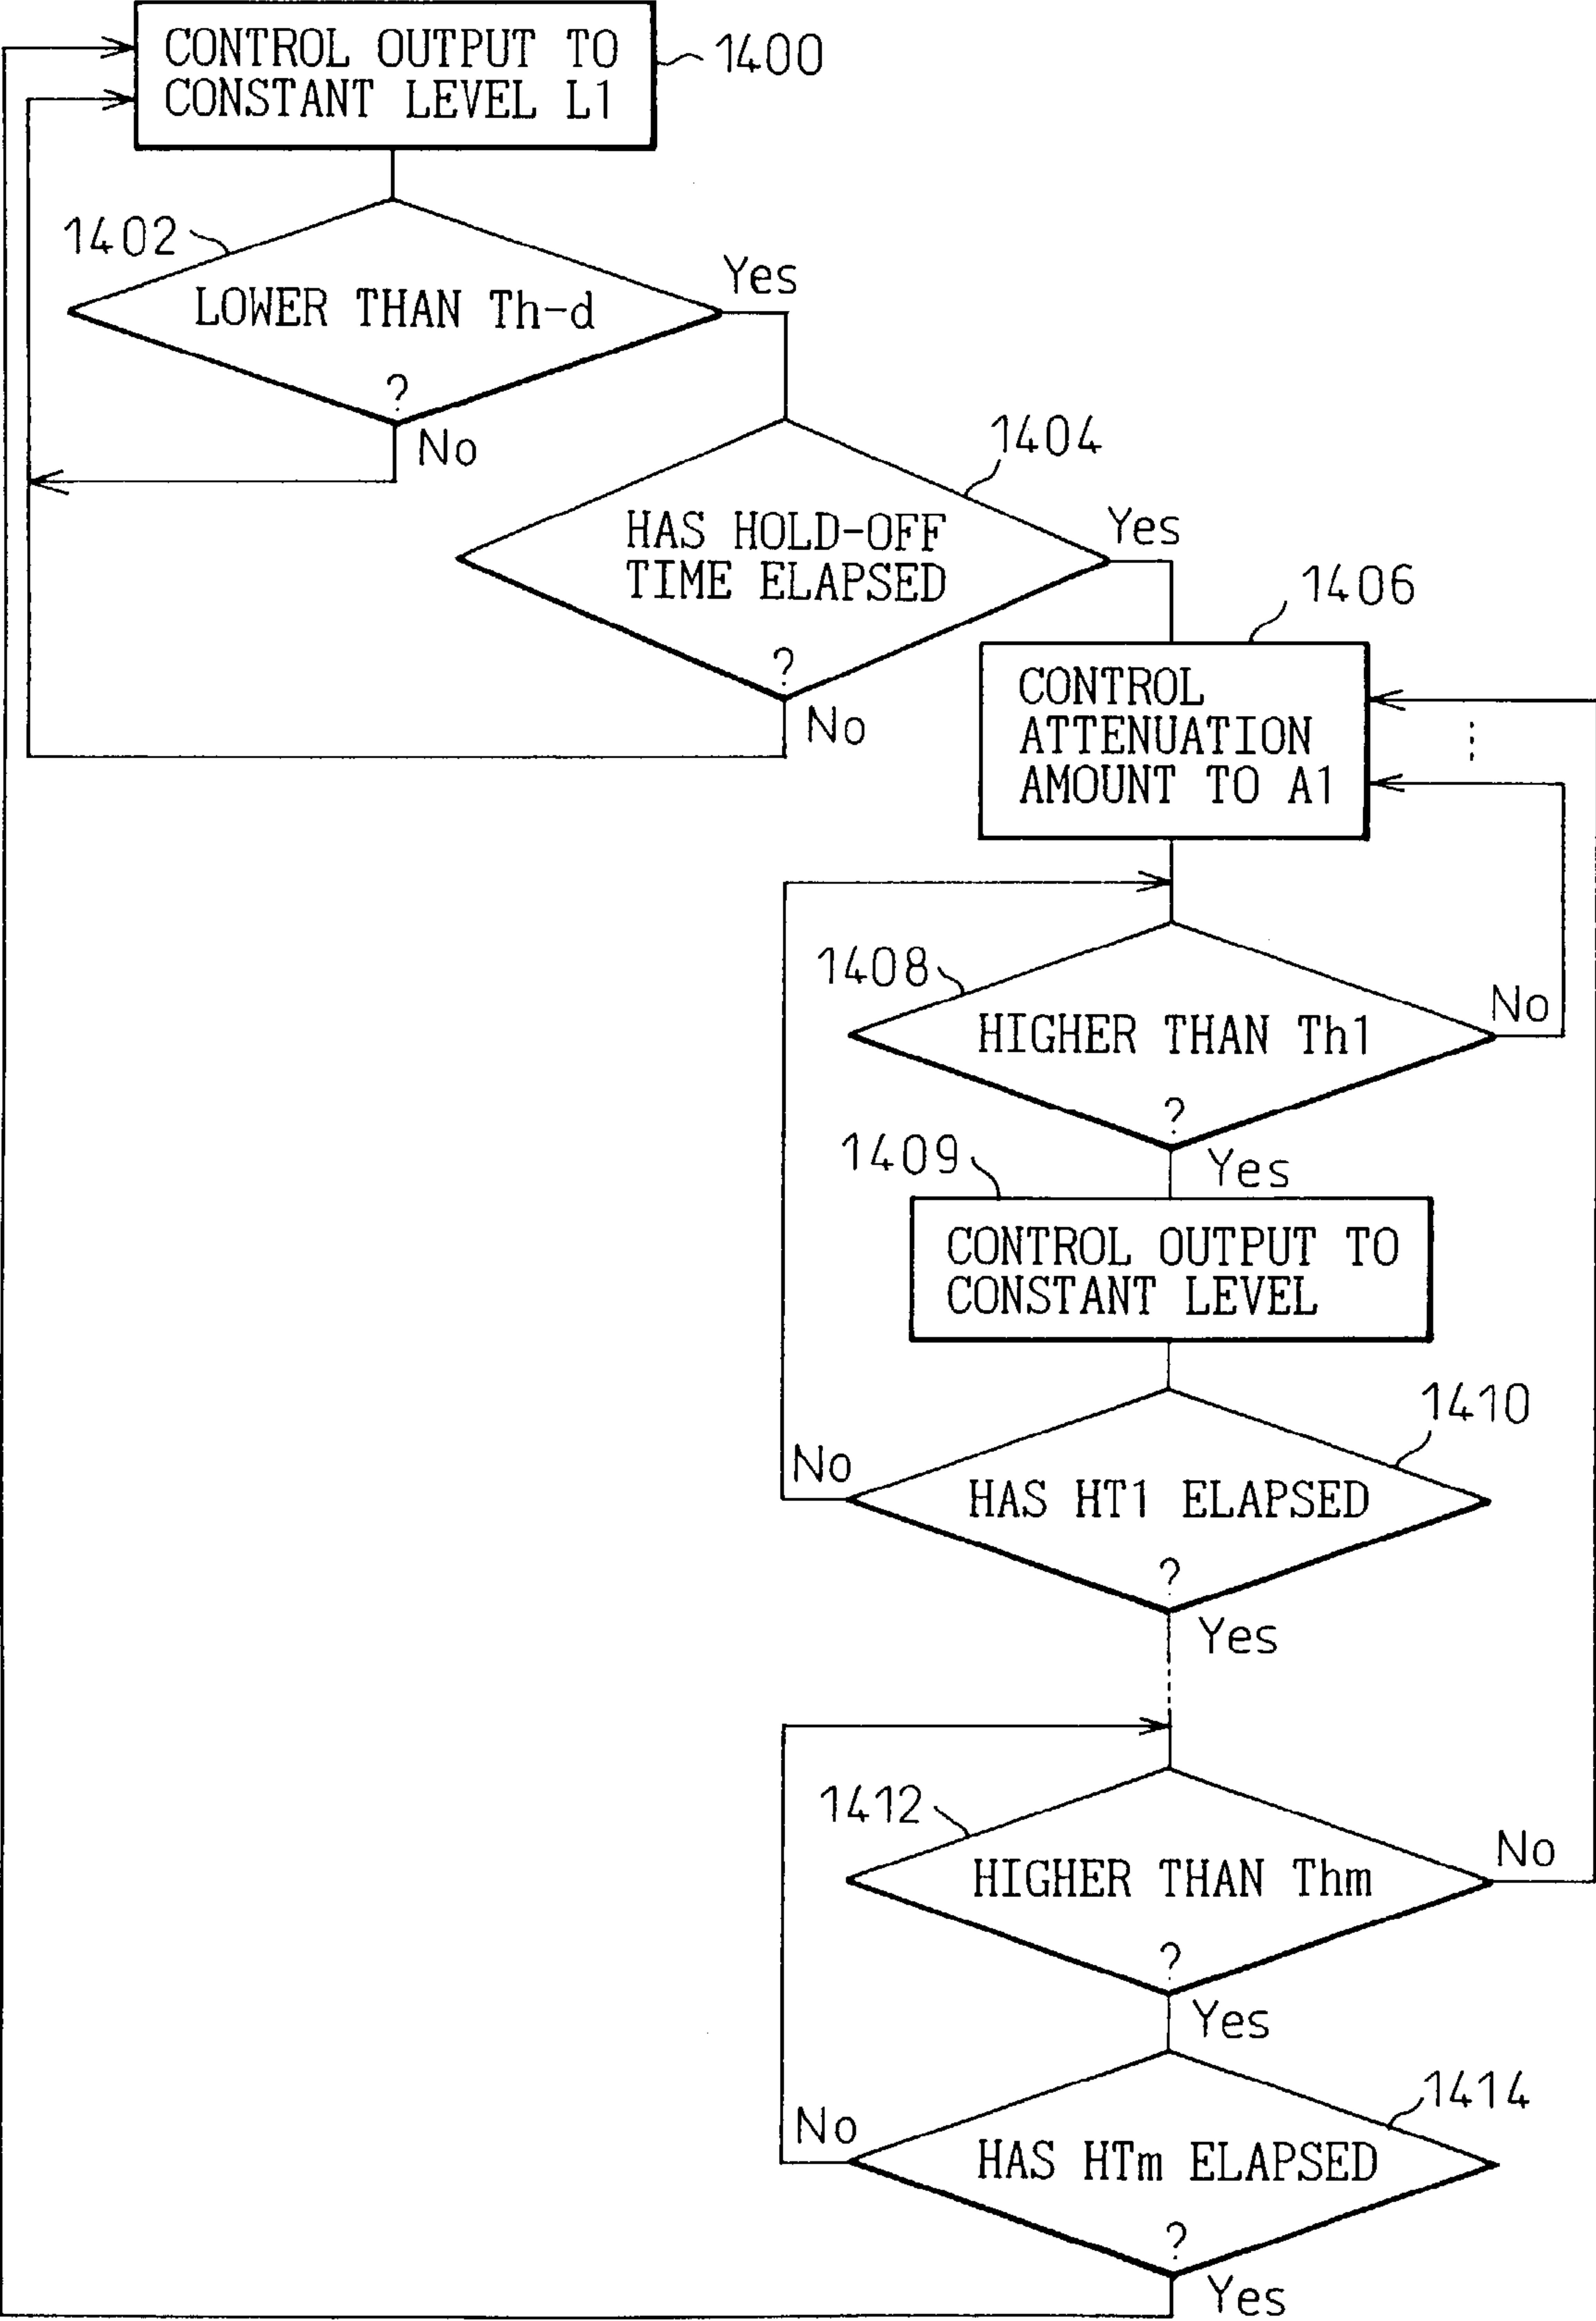 CONTROL OUTPUT TO
CONSTANT LEVEL L1
1400
1402
LOWER THAN Th-d
?
Yes
No
1404
HAS HOLD-OFF
TIME ELAPSED
?
Yes
No
1406
CONTROL
ATTENUATION
AMOUNT TO A1
1408
HIGHER THAN Th1
?
No
Yes
1409
CONTROL OUTPUT TO
CONSTANT LEVEL
1410
No
HAS HT1 ELAPSED
?
Yes
1412
HIGHER THAN Thm
?
No
Yes
1414
No
HAS HTm ELAPSED
?
Yes